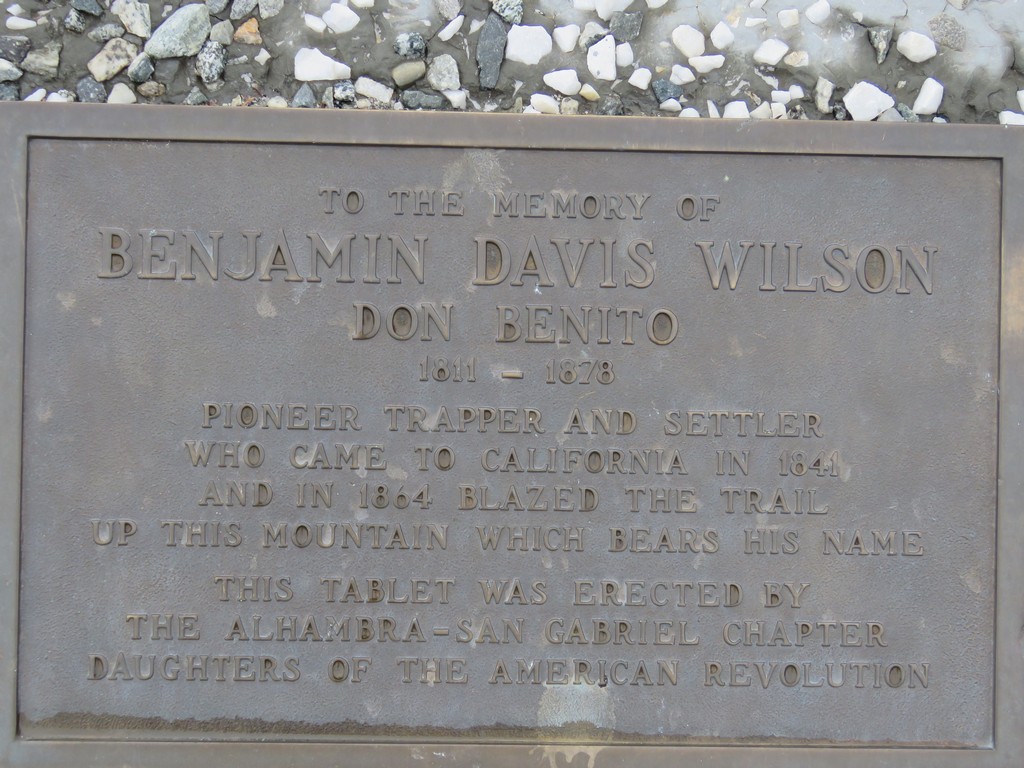 TO THE MEMORY OF
BENJAMIN DAVIS WILSON
DON BENITO
1811 – 1878
PIONEER TRAPPER AND SETTLER
WHO CAME TO CALIFORNIA IN 1841
AND IN 1864 BLAZED THE TRAIL
UP THIS MOUNTAIN WHICH BEARS HIS NAME
THIS TABLET WAS ERECTED BY
THE ALHAMBRA-SAN GABRIEL CHAPTER
DAUGHTERS OF THE AMERICAN REVOLUTION